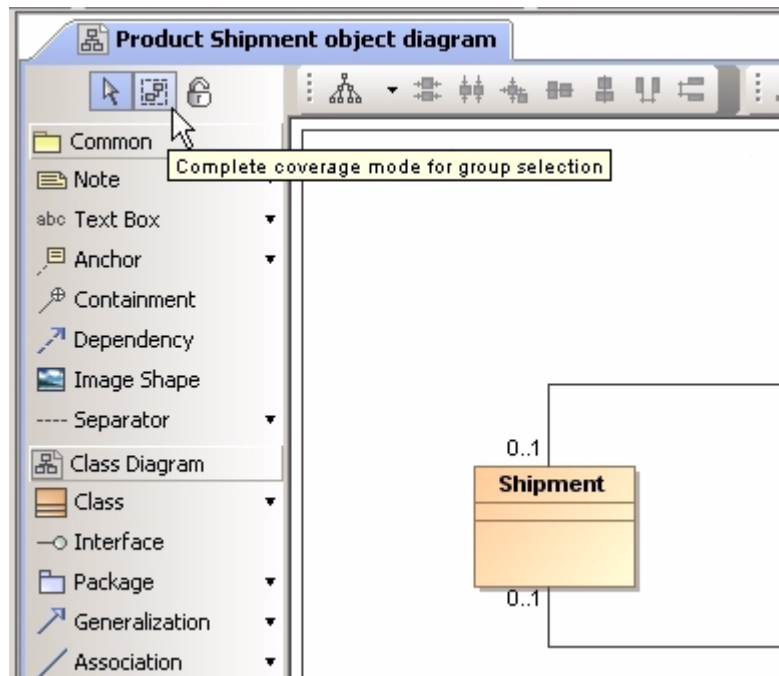 Product Shipment object diagram
Common
Complete coverage mode for group selection
Note
abc Text Box
Anchor
Containment
Dependency
Image Shape
Separator
0..1
Class Diagram
Shipment
Class
Interface
Package
0..1
Generalization
Association